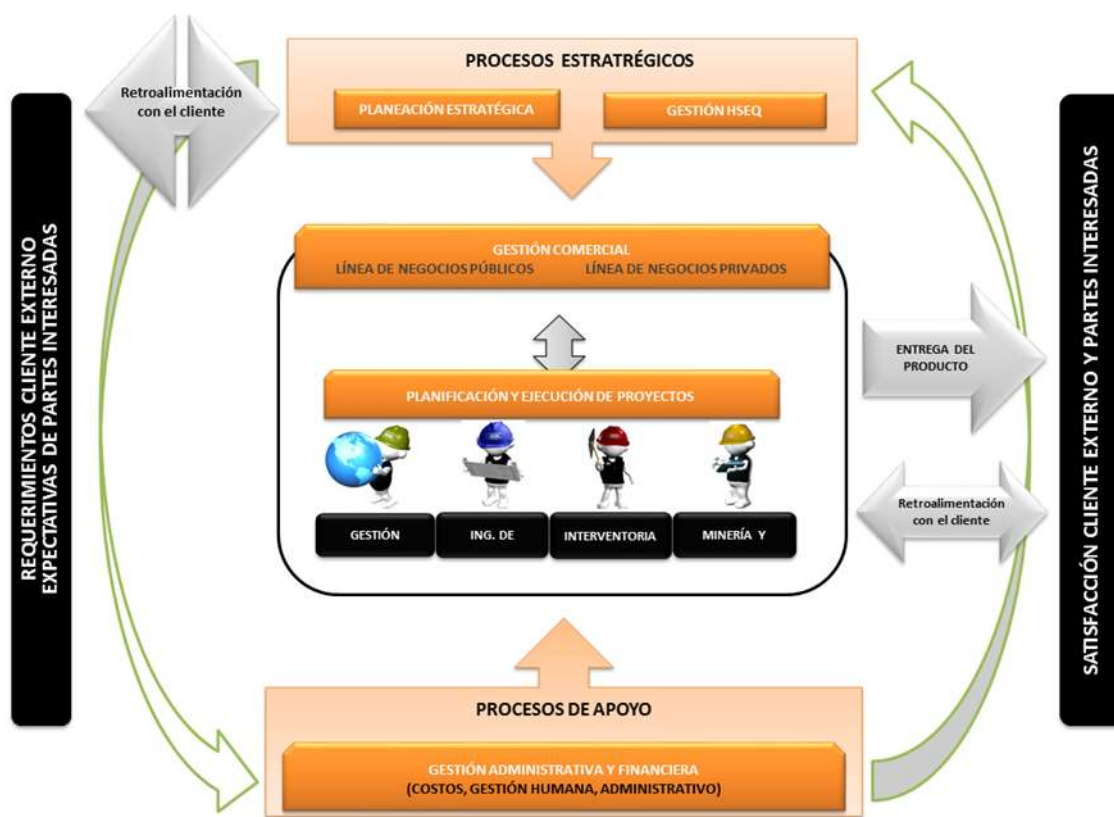 PROCESOS ESTRATRÉGICOS
PLANEACIÓN ESTRATÉGICA
GESTIÓN HSEQ
Retroalimentación
con el cliente
REQUERIMIENTOS CLIENTE EXTERNO
EXPECTATIVAS DE PARTES INTERESADAS
GESTIÓN COMERCIAL
LÍNEA DE NEGOCIOS PÚBLICOS
LÍNEA DE NEGOCIOS PRIVADOS
PLANIFICACIÓN Y EJECUCIÓN DE PROYECTOS
GESTIÓN
ING. DE
INTERVENTORIA
MINERÍA Y
ENTREGA DEL
PRODUCTO
Retroalimentación
con el cliente
SATISFACCIÓN CLIENTE EXTERNO Y PARTES INTERESADAS
PROCESOS DE APOYO
GESTIÓN ADMINISTRATIVA Y FINANCIERA
(COSTOS, GESTIÓN HUMANA, ADMINISTRATIVO)